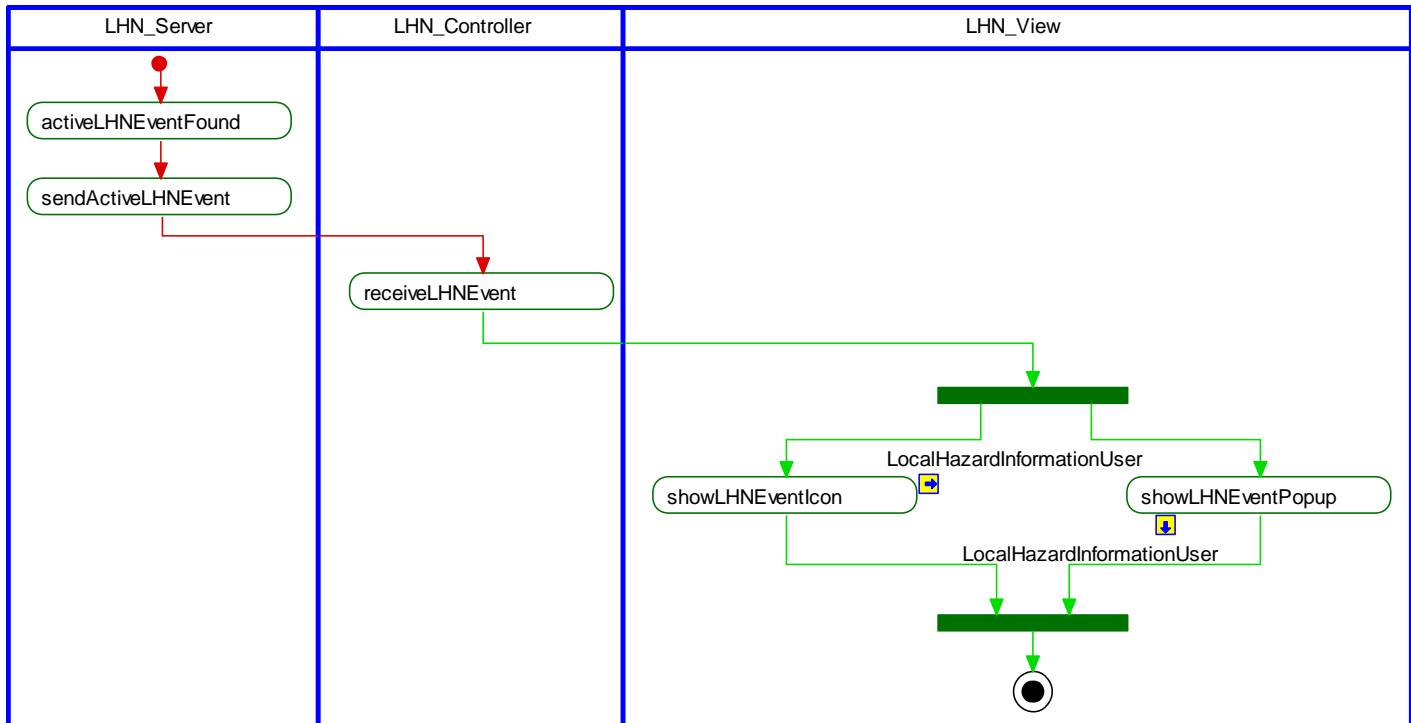 LHN_Server
LHN_Controller
LHN_View
activeLHNEventFound
sendActiveLHNEvent
receiveLHNEvent
LocalHazardInformationUser
showLHNEventIcon
showLHNEventPopup
LocalHazardInformationUser